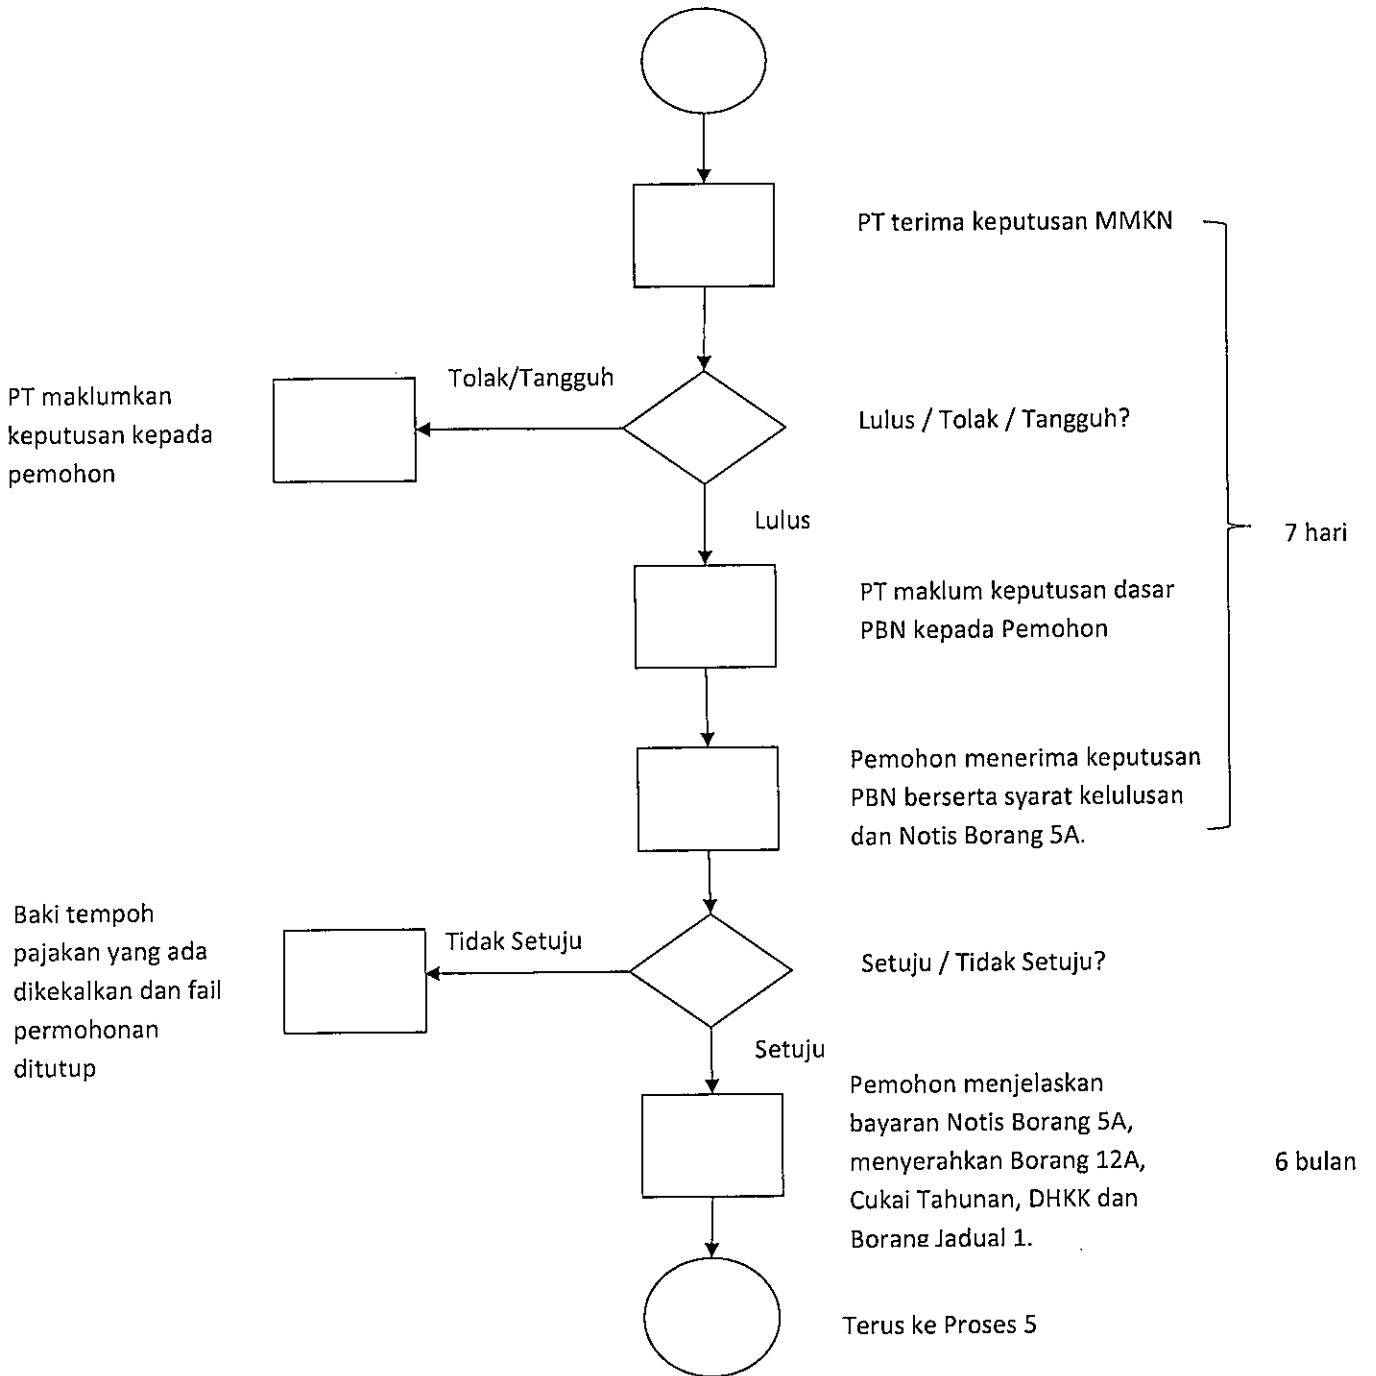 PT terima keputusan MMKN
Tolak/Tangguh
PT maklumkan
keputusan kepada
pemohon
Lulus / Tolak / Tangguh?
Lulus
7 hari
PT maklum keputusan dasar
PBN kepada Pemohon
Pemohon menerima keputusan
PBN berserta syarat kelulusan
dan Notis Borang 5A.
Baki tempoh
pajakan yang ada
dikekalkan dan fail
permohonan
ditutup
Tidak Setuju
Setuju / Tidak Setuju?
Setuju
Pemohon menjelaskan
bayaran Notis Borang 5A,
menyerahkan Borang 12A,
Cukai Tahunan, DHKK dan
Borang Jadual 1.
6 bulan
Terus ke Proses 5